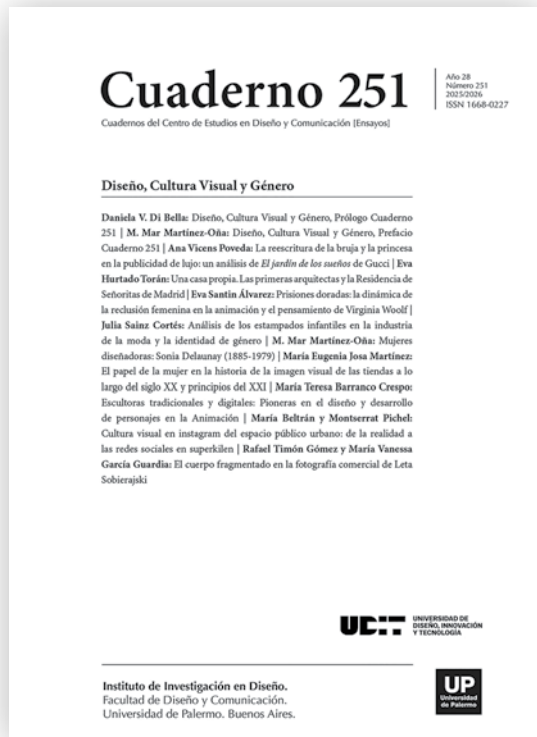 Cuaderno 251
Cuadernos del Centro de Estudios en Diseño y Comunicación [Ensayos]
Año 28
Número 251
2025/2026
ISSN 1668-0227
Diseño, Cultura Visual y Género
Daniela V. Di Bella: Diseño, Cultura Visual y Género, Prólogo Cuaderno
251 | M. Mar Martínez-Oña: Diseño, Cultura Visual y Género, Prefacio
Cuaderno 251 | Ana Vicens Poveda: La reescritura de la bruja y la princesa
en la publicidad de lujo: un análisis de El jardín de los sueños de Gucci | Eva
Hurtado Torán: Una casa propia. Las primeras arquitectas y la Residencia de
Señoritas de Madrid | Eva Santin Álvarez: Prisiones doradas: la dinámica de
la reclusión femenina en la animación y el pensamiento de Virginia Woolf |
Julia Sainz Cortés: Análisis de los estampados infantiles en la industria
de la moda y la identidad de género | M. Mar Martínez-Oña: Mujeres
diseñadoras: Sonia Delaunay (1885-1979) | María Eugenia Josa Martínez:
El papel de la mujer en la historia de la imagen visual de las tiendas a lo
largo del siglo XX y principios del XXI | María Teresa Barranco Crespo:
Escultoras tradicionales y digitales: Pioneras en el diseño y desarrollo
de personajes en la Animación | María Beltrán y Montserrat Pichel:
Cultura visual en instagram del espacio público urbano: de la realidad a
las redes sociales en superkilen | Rafael Timón Gómez y María Vanessa
García Guardia: El cuerpo fragmentado en la fotografía comercial de Leta
Sobierajski
UDIT
UNIVERSIDAD DE
DISEÑO, INNOVACIÓN
Y TECNOLOGÍA
Instituto de Investigación en Diseño.
Facultad de Diseño y Comunicación.
Universidad de Palermo. Buenos Aires.
UP
Universidad
de Palermo